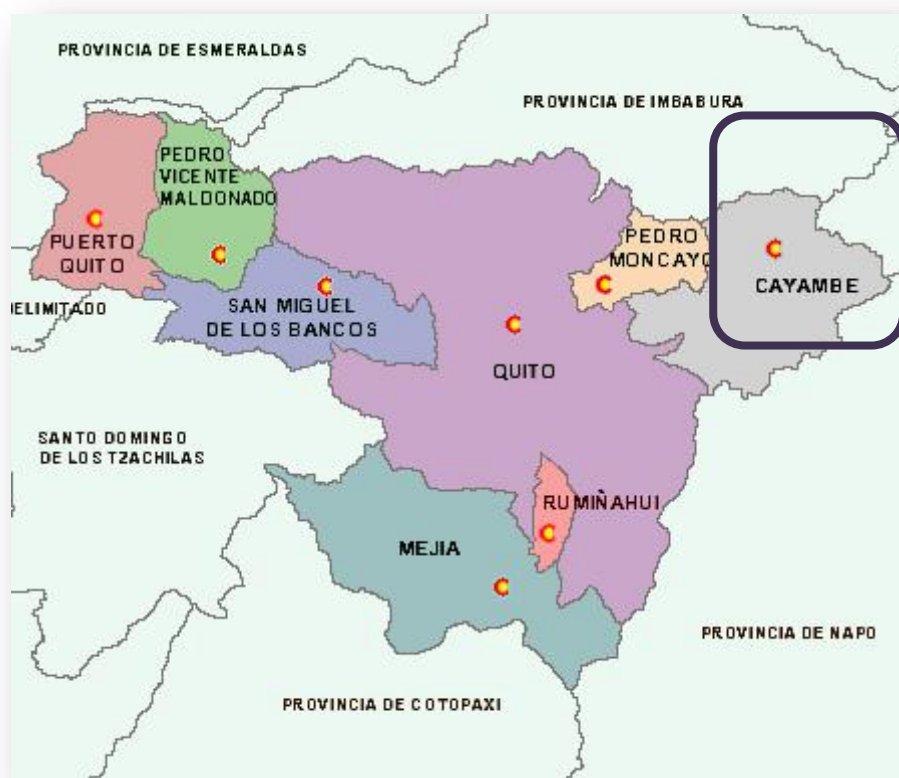 PROVINCIA DE ESMERALDAS
PROVINCIA DE IMBABURA
PEDRO
VICENTE
MALDONADO
PUERTO
QUITO
PEDRO
MONCAYO
CAYAMBE
DELIMITADO
SAN MIGUEL
DE LOS BANCOS
QUITO
SANTO DOMINGO
DE LOS TZACHILAS
RUMIÑAHUI
MEJIA
PROVINCIA DE NAPO
PROVINCIA DE COTOPAXI